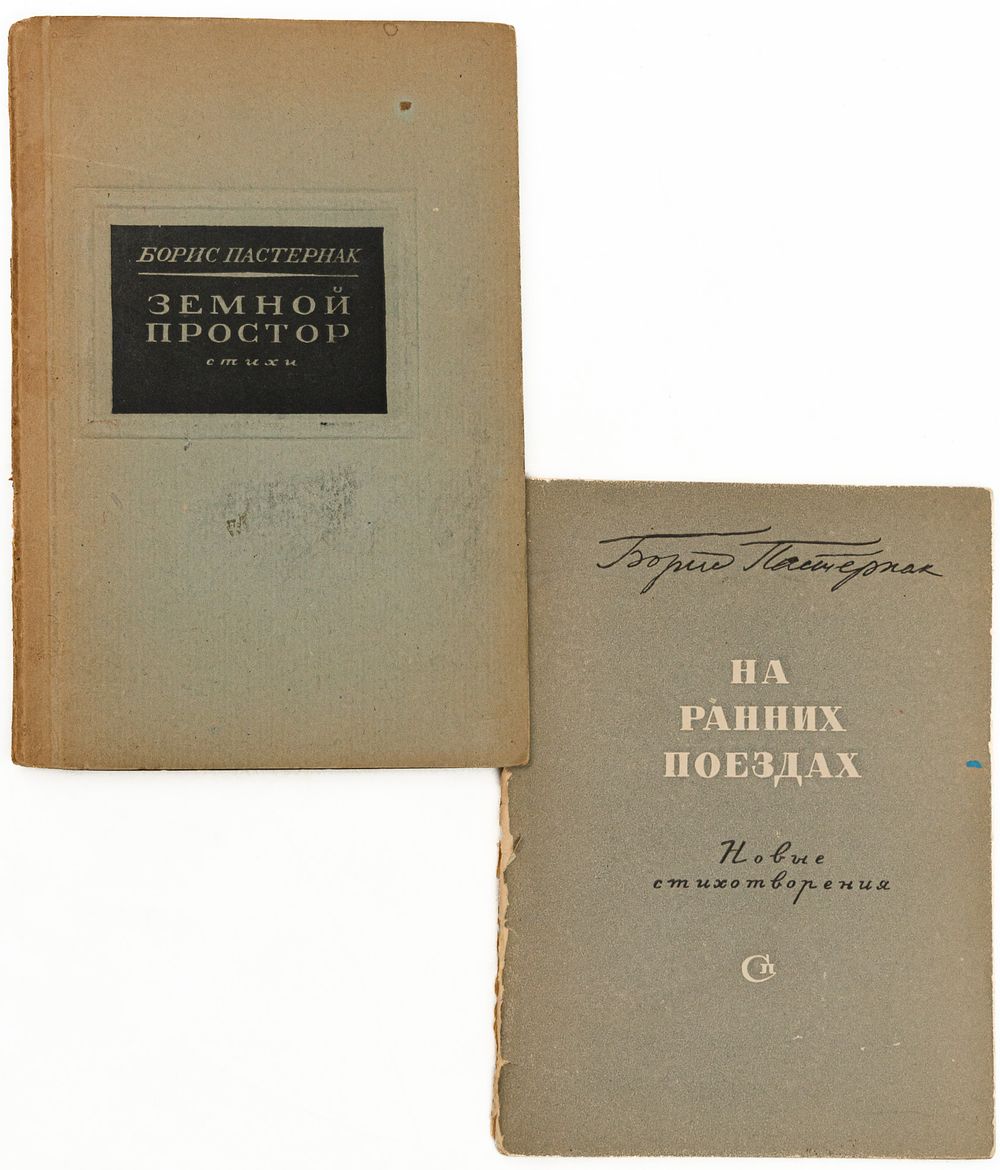 БОРИС ПАСТЕРНАК
ЗЕМНОЙ
ПРОСТОР
стихи
Борис Пастернак
НА
РАННИХ
ПОЕЗДАХ
Новые
стихотворения
Сп